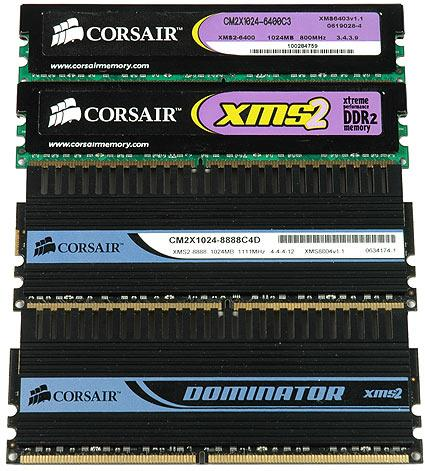 CORSAIR
www.corsairmemory.com
CM2X1024-6400C3
XMS6403v1.1
0619028-4
XMS2-6400 1024MB 800MHz 3.4.3.9
100284759
CORSAIR
www.corsairmemory.com
xms2
xtreme
performance
DDR2
memory
CORSAIR
CM2X1024-8888C4D
XMS2-8888 1024MB 1111MHz 4-4-4-12 XMS8804v1.1 0634174.1
CORSAIR
DOMINATOR
xms2